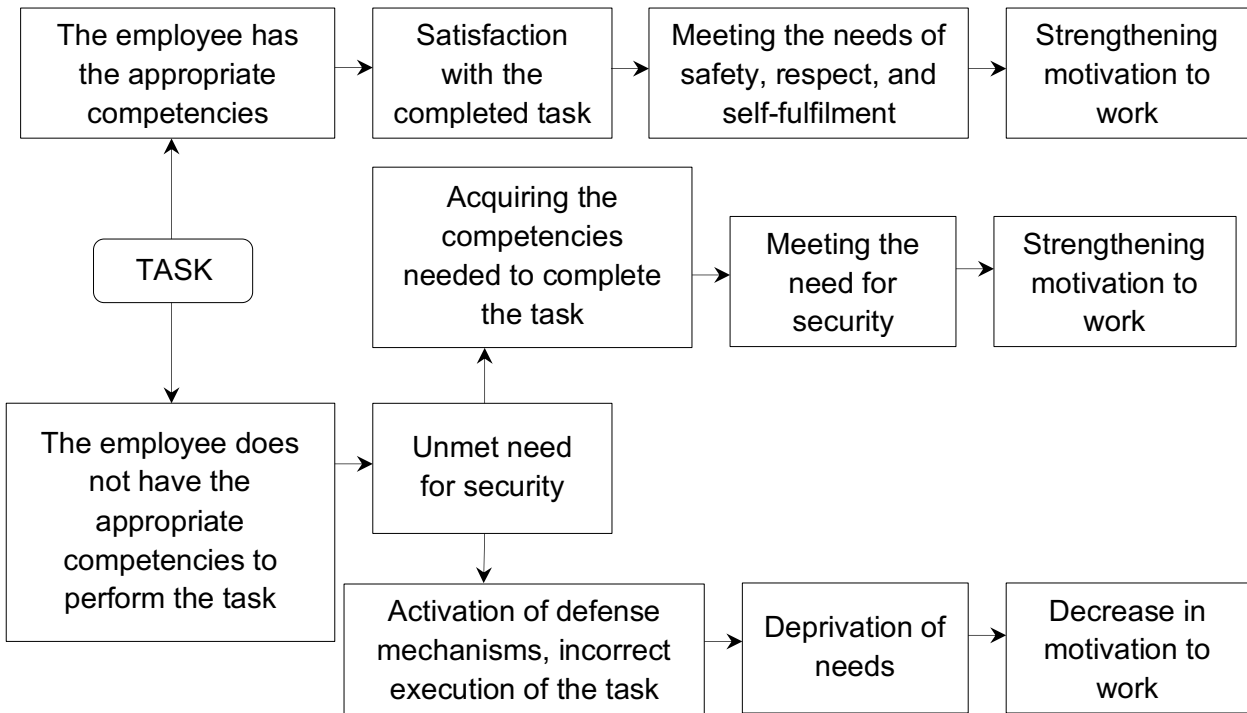 The employee has
the appropriate
competencies
Satisfaction
with the
completed task
Meeting the needs of
safety, respect, and
self-fulfilment
Strengthening
motivation to
work
TASK
Acquiring the
competencies
needed to complete
the task
Meeting the
need for
security
Strengthening
motivation to
work
The employee does
not have the
appropriate
competencies to
perform the task
Unmet need
for security
Activation of defense
mechanisms, incorrect
execution of the task
Deprivation of
needs
Decrease in
motivation to
work